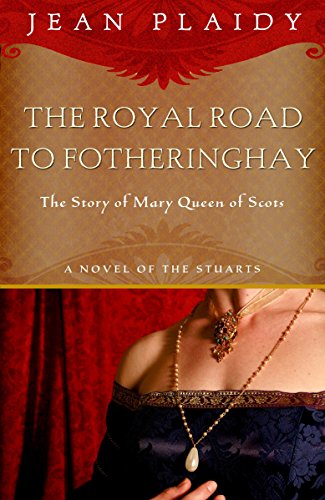 JEAN PLAIDY
THE ROYAL ROAD
TO FOTHERINGHAY
The Story of Mary Queen of Scots
A NOVEL OF THE STUARTS